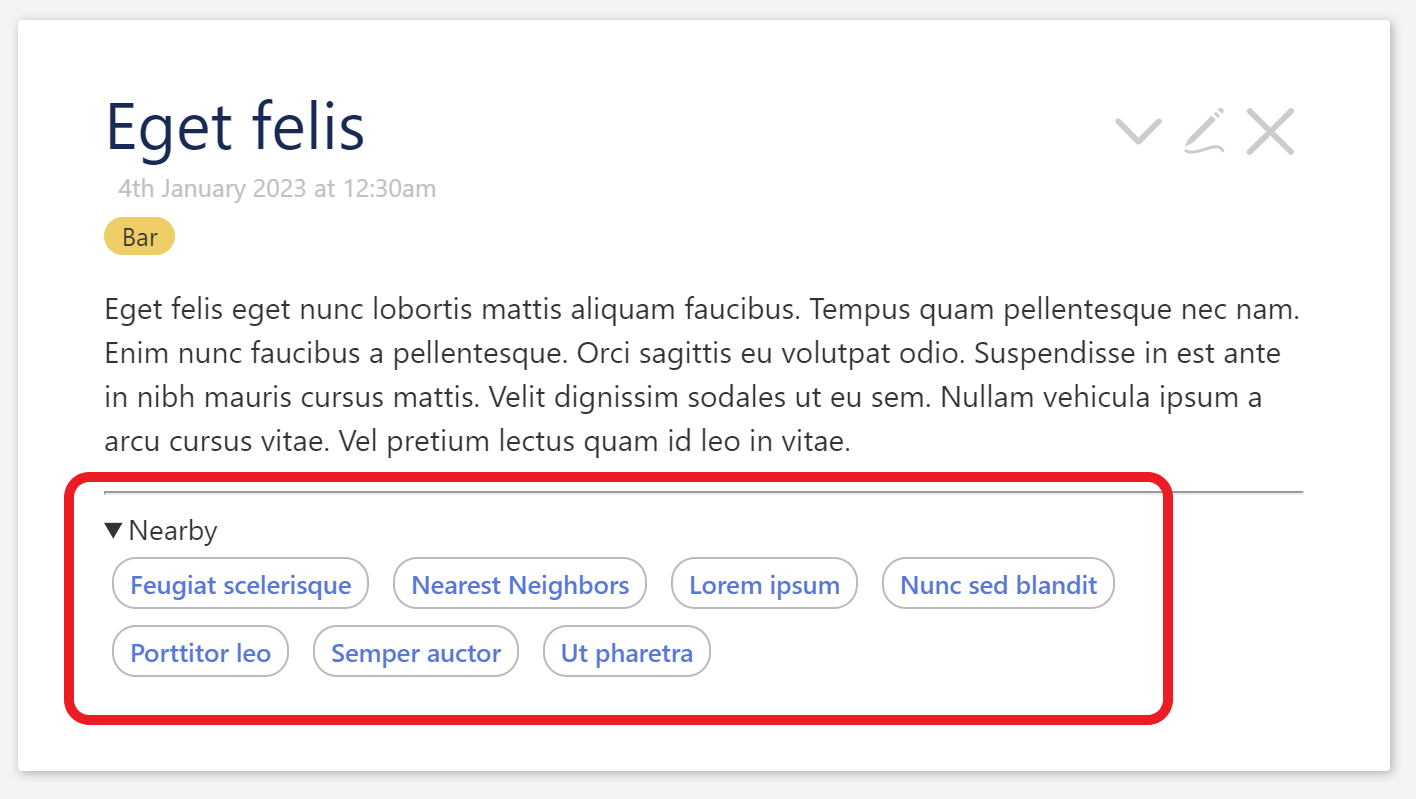 Eget felis
4th January 2023 at 12:30am
Bar
Eget felis eget nunc lobortis mattis aliquam faucibus. Tempus quam pellentesque nec nam.
Enim nunc faucibus a pellentesque. Orci sagittis eu volutpat odio. Suspendisse in est ante
in nibh mauris cursus mattis. Velit dignissim sodales ut eu sem. Nullam vehicula ipsum a
arcu cursus vitae. Vel pretium lectus quam id leo in vitae.
Nearby
Feugiat scelerisque Nearest Neighbors Lorem ipsum Nunc sed blandit
Porttitor leo Semper auctor Ut pharetra